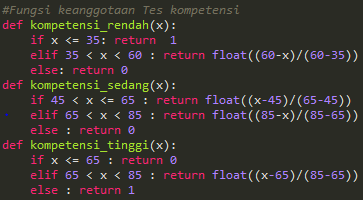 #Fungsi keanggotaan Tes kompetensi
def kompetensi_rendah(x):
    if x <= 35: return  1
    elif 35 < x < 60 : return float((60-x)/(60-35))
    else: return 0
def kompetensi_sedang(x):
    if 45 < x <= 65 : return float((x-45)/(65-45))
    elif 65 < x < 85 : return float((85-x)/(85-65))
    else : return 0
def kompetensi_tinggi(x):
    if x <= 65 : return 0
    elif 65 < x < 85 : return float((x-65)/(85-65))
    else : return 1